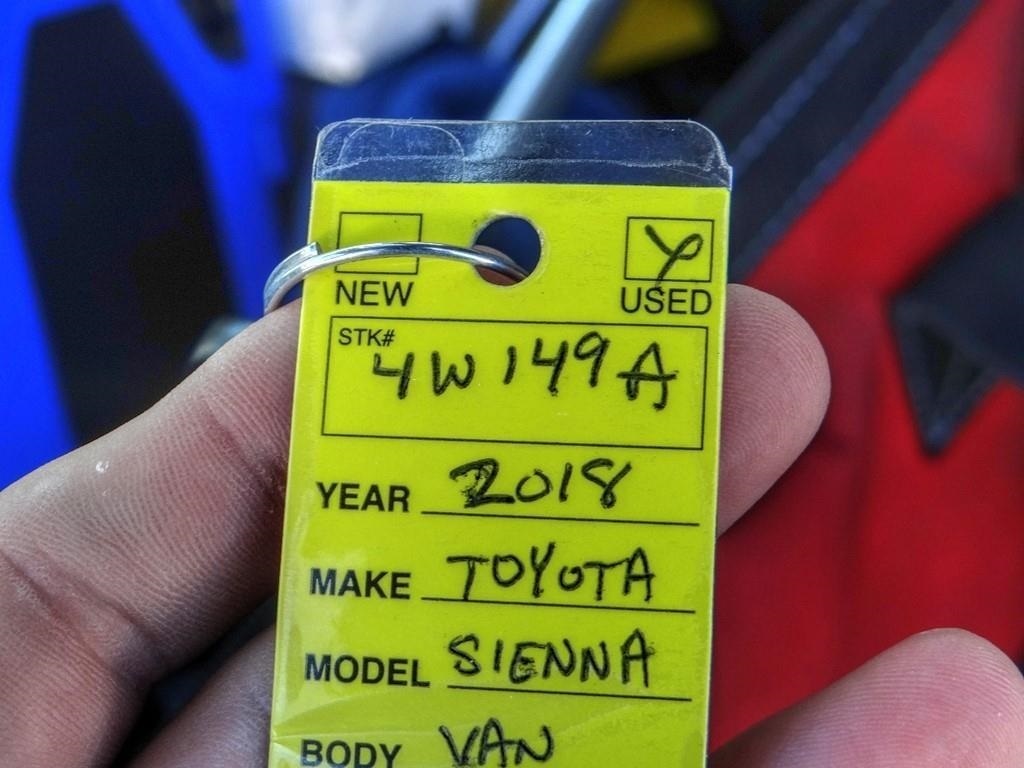 NEW USED
STK# 4W149A
YEAR 2018
MAKE TOYOTA
MODEL SIENNA
BODY VAN